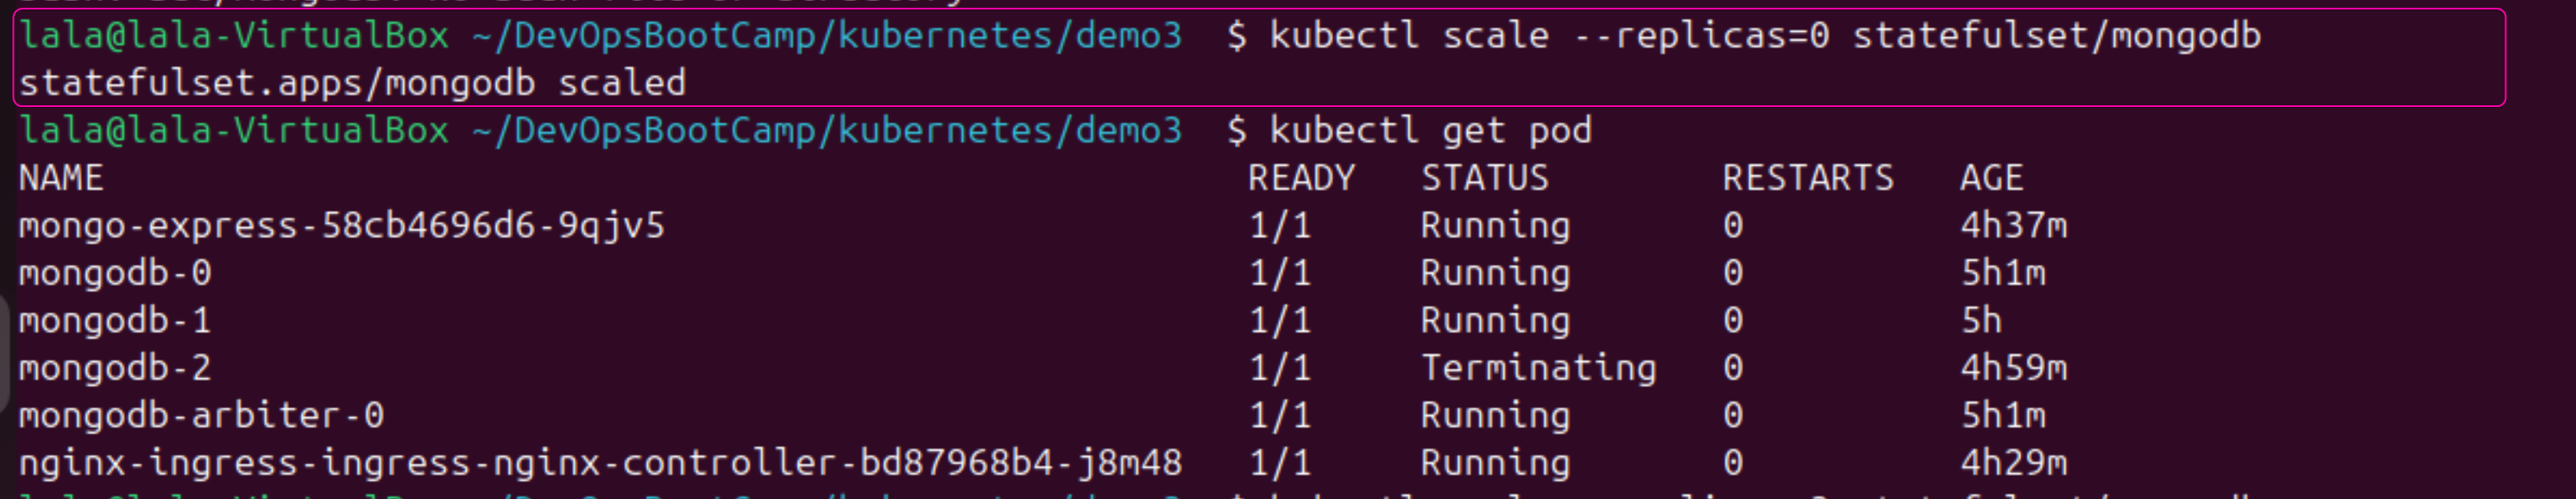 lala@lala-VirtualBox ~/DevOpsBootCamp/kubernetes/demo3 $ kubectl scale --replicas=0 statefulset/mongodb
statefulset.apps/mongodb scaled
lala@lala-VirtualBox ~/DevOpsBootCamp/kubernetes/demo3 $ kubectl get pod
NAME READY STATUS RESTARTS AGE
mongo-express-58cb4696d6-9qjv5 1/1 Running 0 4h37m
mongodb-0 1/1 Running 0 5h1m
mongodb-1 1/1 Running 0 5h
mongodb-2 1/1 Terminating 0 4h59m
mongodb-arbiter-0 1/1 Running 0 5h1m
nginx-ingress-ingress-nginx-controller-bd87968b4-j8m48 1/1 Running 0 4h29m